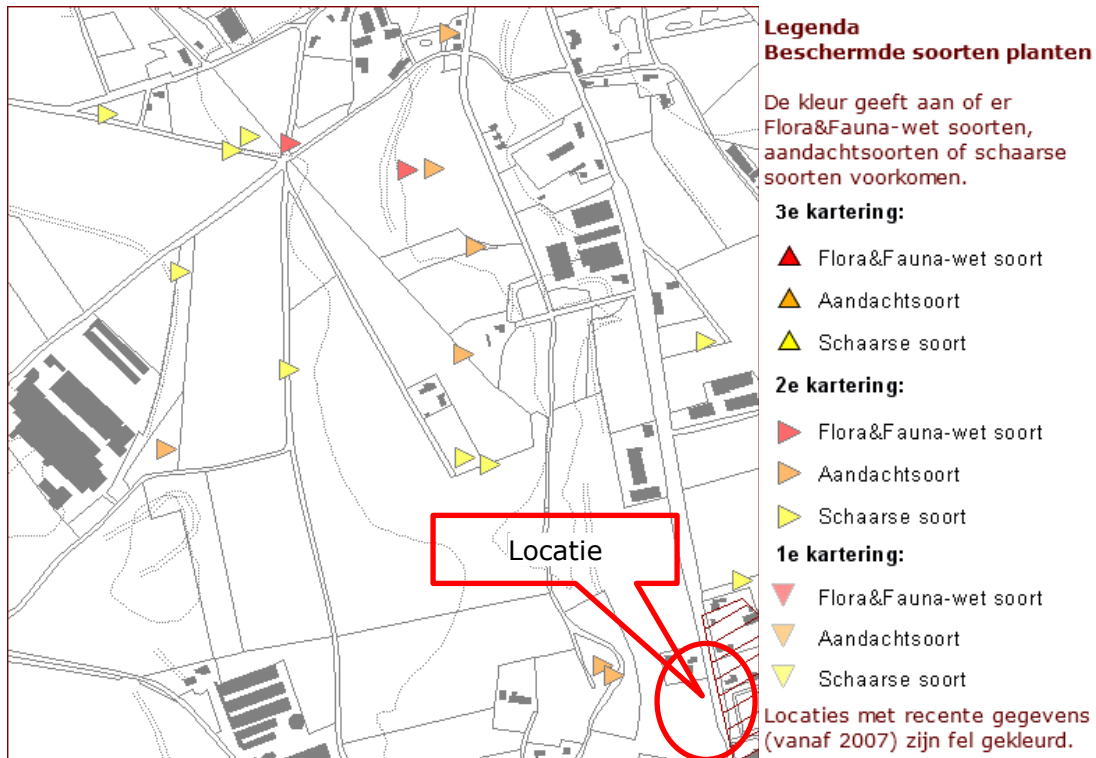 Locatie
Legenda
Beschermde soorten planten
De kleur geeft aan of er
Flora&Fauna-wet soorten,
aandachtsoorten of schaarse
soorten voorkomen.
3e kartering:
Flora&Fauna-wet soort
Aandachtsoort
Schaarse soort
2e kartering:
Flora&Fauna-wet soort
Aandachtsoort
Schaarse soort
1e kartering:
Flora&Fauna-wet soort
Aandachtsoort
Schaarse soort
Locaties met recente gegevens
(vanaf 2007) zijn fel gekleurd.